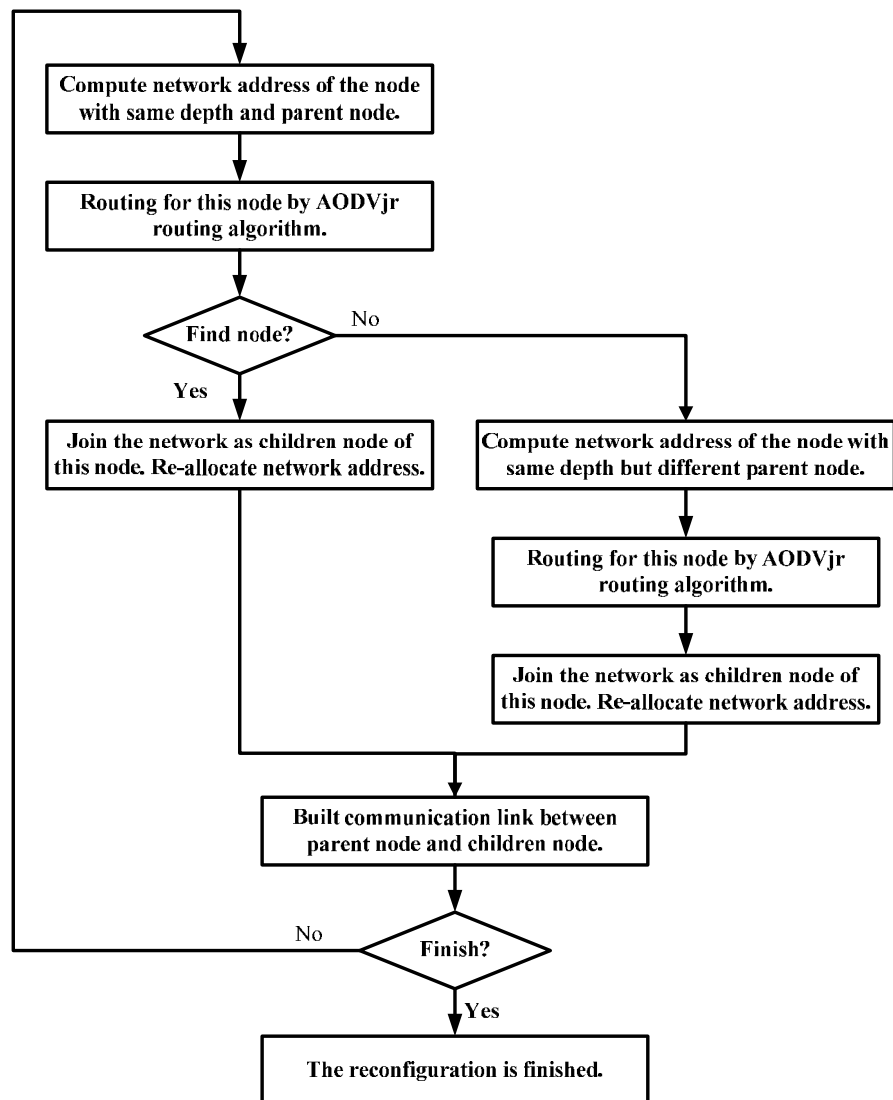 Compute network address of the node
with same depth and parent node.
Routing for this node by AODVjr
routing algorithm.
Find node?
No
Yes
Join the network as children node of
this node. Re-allocate network address.
Compute network address of the node with
same depth but different parent node.
Routing for this node by AODVjr
routing algorithm.
Join the network as children node of
this node. Re-allocate network address.
Built communication link between
parent node and children node.
No
Finish?
Yes
The reconfiguration is finished.